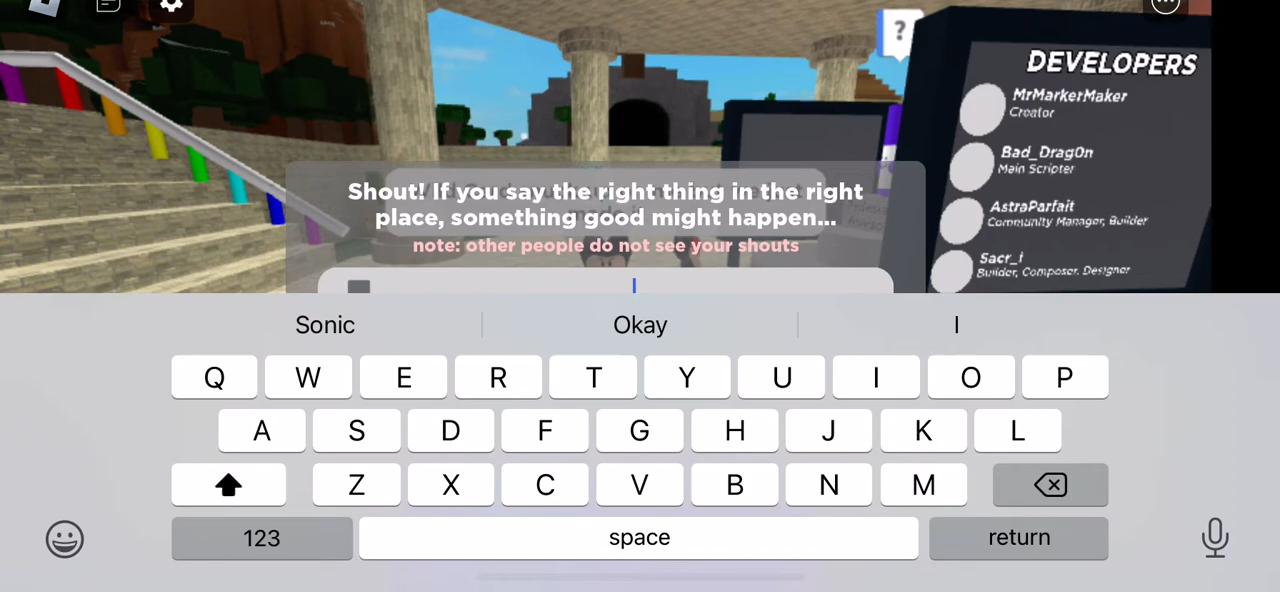 ?
DEVELOPERS
MrMarkerMaker
Creator
Bad_Drag0n
Main Scripter
AstraParfait
Community Manager, Builder
Sacr_i
Builder, Composer, Designer
Shout! If you say the right thing in the right
place, something good might happen...
note: other people do not see your shouts
Sonic Okay I
Q W E R T Y U I O P
A S D F G H J K L
Z X C V B N M
123 space return